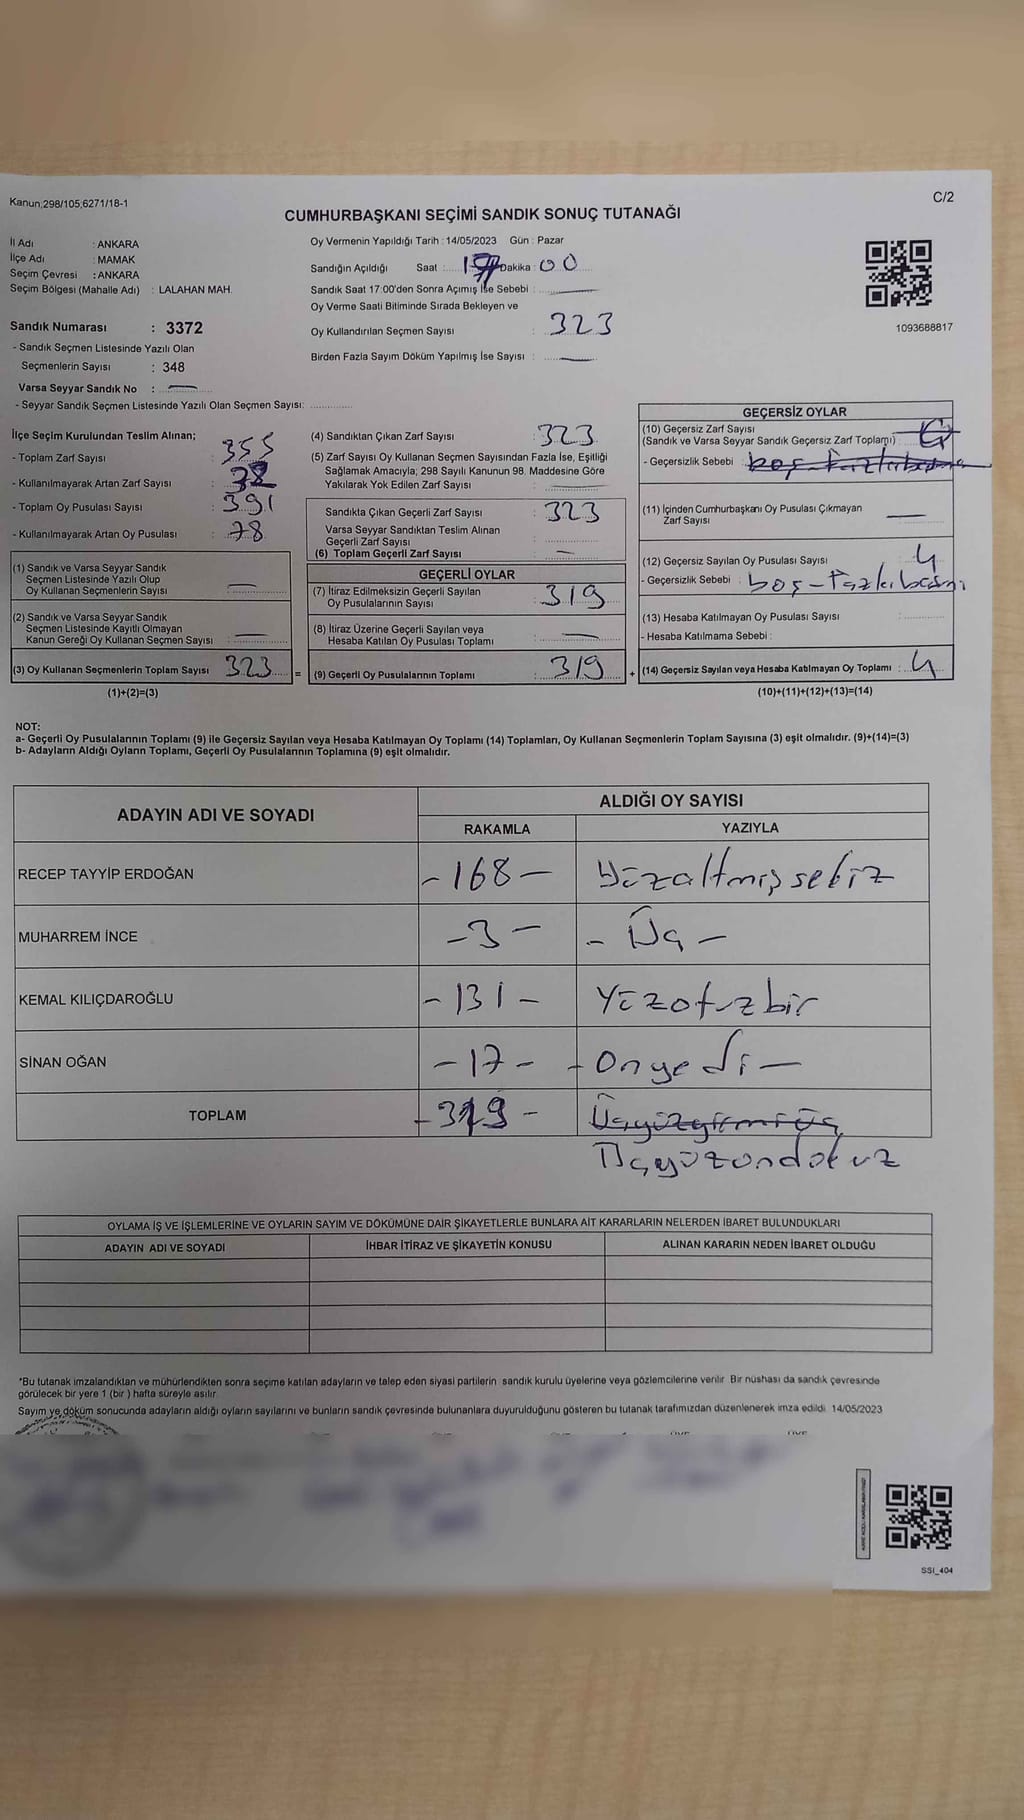 Kanun;298/105;6271/18-1
C/2
CUMHURBAŞKANI SEÇİMİ SANDIK SONUÇ TUTANAĞI
İl Adı : ANKARA
İlçe Adı : MAMAK
Seçim Çevresi : ANKARA
Seçim Bölgesi (Mahalle Adı) : LALAHAN MAH.
Sandık Numarası : 3372
- Sandık Seçmen Listesinde Yazılı Olan
Seçmenlerin Sayısı : 348
Varsa Seyyar Sandık No : —
- Seyyar Sandık Seçmen Listesinde Yazılı Olan Seçmen Sayısı:
Oy Vermenin Yapıldığı Tarih : 14/05/2023 Gün : Pazar
Sandığın Açıldığı Saat : 17 Dakika : 00
Sandık Saat 17:00'den Sonra Açımış İse Sebebi : —
Oy Verme Saati Bitiminde Sırada Bekleyen ve
Oy Kullandırılan Seçmen Sayısı : 323
Birden Fazla Sayım Döküm Yapılmış İse Sayısı : —
1093688817
İlçe Seçim Kurulundan Teslim Alınan;
- Toplam Zarf Sayısı : 355
- Kullanılmayarak Artan Zarf Sayısı : 32
- Toplam Oy Pusulası Sayısı : 391
- Kullanılmayarak Artan Oy Pusulası : 78
(1) Sandık ve Varsa Seyyar Sandık
Seçmen Listesinde Yazılı Olup
Oy Kullanan Seçmenlerin Sayısı : —
(2) Sandık ve Varsa Seyyar Sandık
Seçmen Listesinde Kayıtlı Olmayan
Kanun Gereği Oy Kullanan Seçmen Sayısı : —
(3) Oy Kullanan Seçmenlerin Toplam Sayısı 323
(1)+(2)=(3)
(4) Sandıktan Çıkan Zarf Sayısı : 323
(5) Zarf Sayısı Oy Kullanan Seçmen Sayısından Fazla İse, Eşitliği
Sağlamak Amacıyla; 298 Sayılı Kanunun 98. Maddesine Göre
Yakılarak Yok Edilen Zarf Sayısı : —
Sandıkta Çıkan Geçerli Zarf Sayısı : 323
Varsa Seyyar Sandıktan Teslim Alınan
Geçerli Zarf Sayısı :
(6) Toplam Geçerli Zarf Sayısı : —
GEÇERLİ OYLAR
(7) İtiraz Edilmeksizin Geçerli Sayılan
Oy Pusulalarının Sayısı : 319
(8) İtiraz Üzerine Geçerli Sayılan veya
Hesaba Katılan Oy Pusulası Toplamı : —
= (9) Geçerli Oy Pusulalarının Toplamı : 319
GEÇERSİZ OYLAR
(10) Geçersiz Zarf Sayısı
(Sandık ve Varsa Seyyar Sandık Geçersiz Zarf Toplamı) :
- Geçersizlik Sebebi : boş-Fazla basma
(11) İçinden Cumhurbaşkanı Oy Pusulası Çıkmayan
Zarf Sayısı —
(12) Geçersiz Sayılan Oy Pusulası Sayısı : 4
- Geçersizlik Sebebi : boş-Fazla basımı
(13) Hesaba Katılmayan Oy Pusulası Sayısı :
- Hesaba Katılmama Sebebi :
+ (14) Geçersiz Sayılan veya Hesaba Katılmayan Oy Toplamı : 4
(10)+(11)+(12)+(13)=(14)
NOT:
a- Geçerli Oy Pusulalarının Toplamı (9) ile Geçersiz Sayılan veya Hesaba Katılmayan Oy Toplamı (14) Toplamları, Oy Kullanan Seçmenlerin Toplam Sayısına (3) eşit olmalıdır. (9)+(14)=(3)
b- Adayların Aldığı Oyların Toplamı, Geçerli Oy Pusulalarının Toplamına (9) eşit olmalıdır.
ADAYIN ADI VE SOYADI
ALDIĞI OY SAYISI
RAKAMLA YAZIYLA
RECEP TAYYİP ERDOĞAN -168- Yüzaltmışsekiz
MUHARREM İNCE -3- -Üç-
KEMAL KILIÇDAROĞLU -131- Yüzotuzbir
SİNAN OĞAN -17- -Onyedi-
TOPLAM -319- Üçyüzyirmiüç
Üçyüzondokuz
OYLAMA İŞ VE İŞLEMLERİNE VE OYLARIN SAYIM VE DÖKÜMÜNE DAİR ŞİKAYETLERLE BUNLARA AİT KARARLARIN NELERDEN İBARET BULUNDUKLARI
ADAYIN ADI VE SOYADI İHBAR İTİRAZ VE ŞİKAYETİN KONUSU ALINAN KARARIN NEDEN İBARET OLDUĞU
*Bu tutanak imzalandıktan ve mühürlendikten sonra seçime katılan adayların ve talep eden siyasi partilerin sandık kurulu üyelerine veya gözlemcilerine verilir. Bir nüshası da sandık çevresinde
görülecek bir yere 1 (bir ) hafta süreyle asılır.
Sayım ve döküm sonucunda adayların aldığı oyların sayılarını ve bunların sandık çevresinde bulunanlara duyurulduğunu gösteren bu tutanak tarafımızdan düzenlenerek imza edildi. 14/05/2023
SSI_404